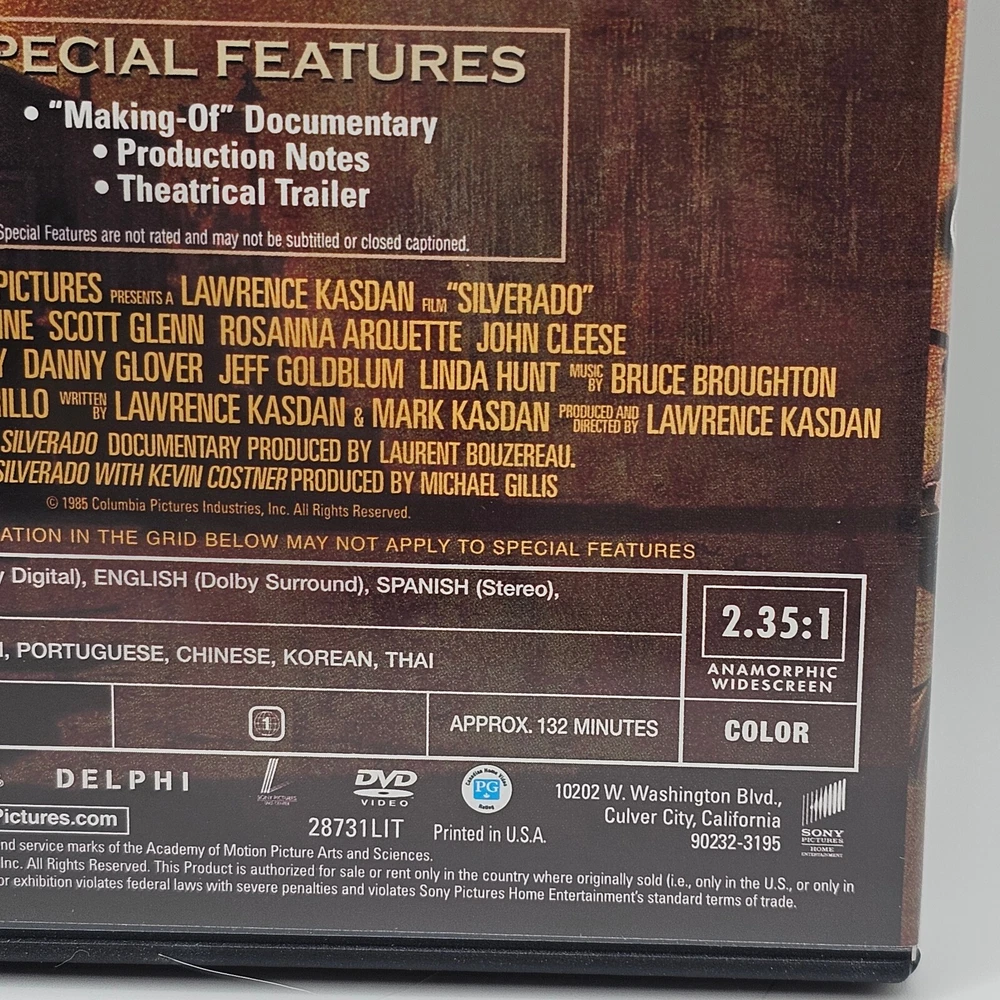 PECIAL FEATURES
• "Making-Of" Documentary
• Production Notes
• Theatrical Trailer
Special Features are not rated and may not be subtitled or closed captioned.
PICTURES PRESENTS A LAWRENCE KASDAN FILM "SILVERADO"
INE SCOTT GLENN ROSANNA ARQUETTE JOHN CLEESE
Y DANNY GLOVER JEFF GOLDBLUM LINDA HUNT MUSIC BY BRUCE BROUGHTON
RILLO WRITTEN BY LAWRENCE KASDAN & MARK KASDAN PRODUCED AND DIRECTED BY LAWRENCE KASDAN
SILVERADO DOCUMENTARY PRODUCED BY LAURENT BOUZEREAU.
SILVERADO WITH KEVIN COSTNER PRODUCED BY MICHAEL GILLIS
© 1985 Columbia Pictures Industries, Inc. All Rights Reserved.
ATION IN THE GRID BELOW MAY NOT APPLY TO SPECIAL FEATURES
y Digital), ENGLISH (Dolby Surround), SPANISH (Stereo),
2.35:1
ANAMORPHIC
WIDESCREEN
, PORTUGUESE, CHINESE, KOREAN, THAI
1
APPROX. 132 MINUTES
COLOR
DELPHI
DVD
VIDEO
Canadian Home Video
PG
Rated
Pictures.com
28731LIT
Printed in U.S.A.
10202 W. Washington Blvd.,
Culver City, California
90232-3195
SONY
PICTURES
HOME
ENTERTAINMENT
nd service marks of the Academy of Motion Picture Arts and Sciences.
Inc. All Rights Reserved. This Product is authorized for sale or rent only in the country where originally sold (i.e., only in the U.S., or only in
or exhibition violates federal laws with severe penalties and violates Sony Pictures Home Entertainment's standard terms of trade.